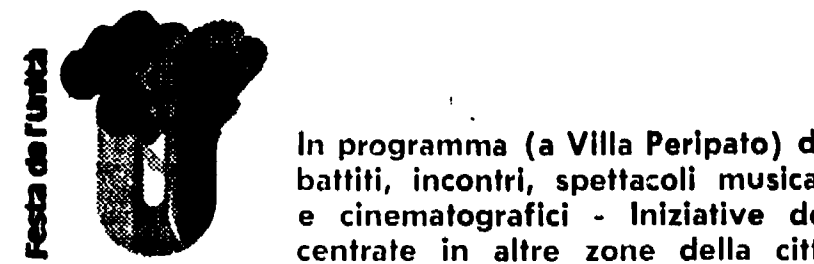 Festa de l'Unità
In programma (a Villa Peripato) d
battiti, incontri, spettacoli musica
e cinematografici - Iniziative de
centrate in altre zone della citt